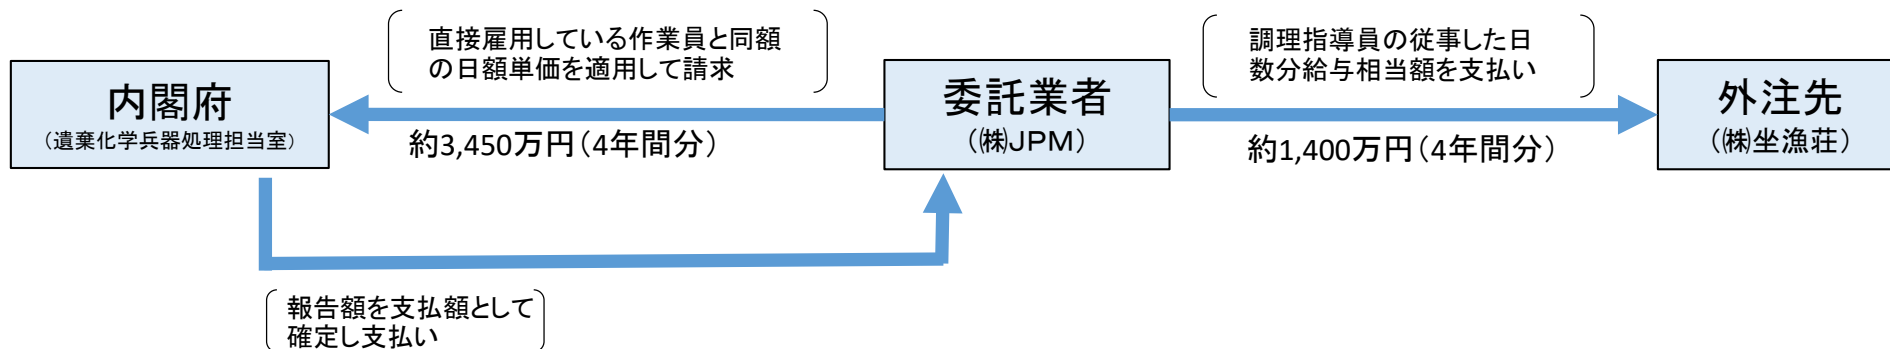 直接雇用している作業員と同額
の日額単価を適用して請求
調理指導員の従事した日
数分給与相当額を支払い
内閣府
（遺棄化学兵器処理担当室）
委託業者
（㈱JPM）
外注先
（㈱坐漁荘）
約3,450万円（4年間分）
約1,400万円（4年間分）
報告額を支払額として
確定し支払い